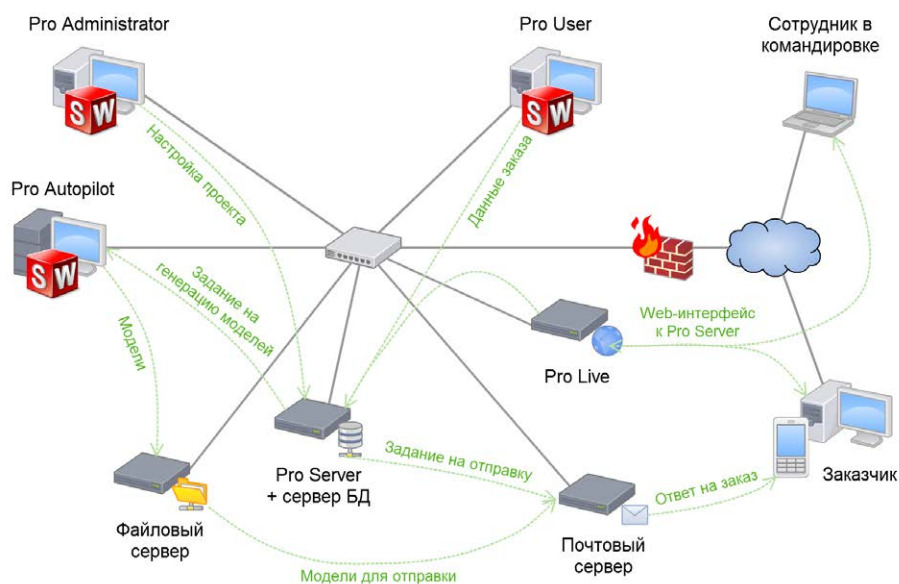 Pro Administrator
Pro User
Сотрудник в
командировке
SW
SW
Настройка проекта
Данные заказа
Pro Autopilot
SW
Задание на
генерацию моделей
Модели
Web-интерфейс
к Pro Server
Pro Live
Pro Server
+ сервер БД
Задание на отправку
Ответ на заказ
Заказчик
Файловый
сервер
Почтовый
сервер
Модели для отправки